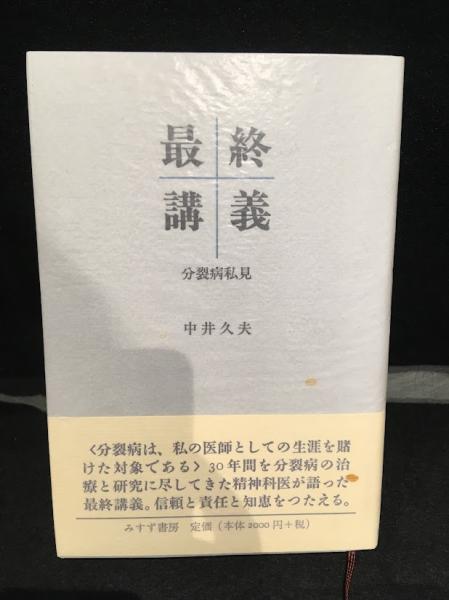 最終
講義
分裂病私見
中井久夫
〈分裂病は、私の医師としての生涯を賭
けた対象である〉30年間を分裂病の治
療と研究に尽してきた精神科医が語った
最終講義。信頼と責任と知恵をつたえる。
みすず書房 定価(本体2000円+税)